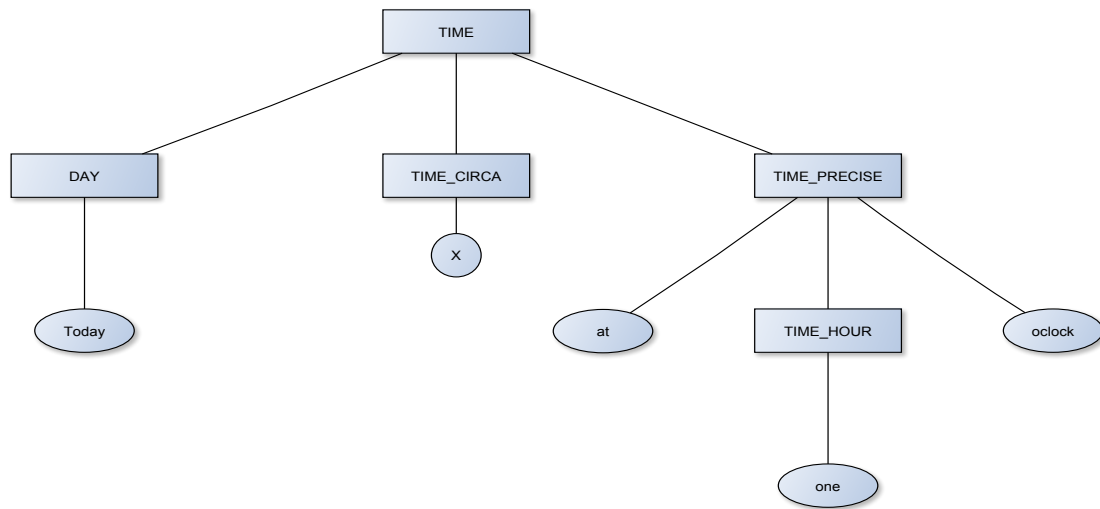 TIME
DAY
TIME_CIRCA
TIME_PRECISE
X
Today
at
TIME_HOUR
oclock
one